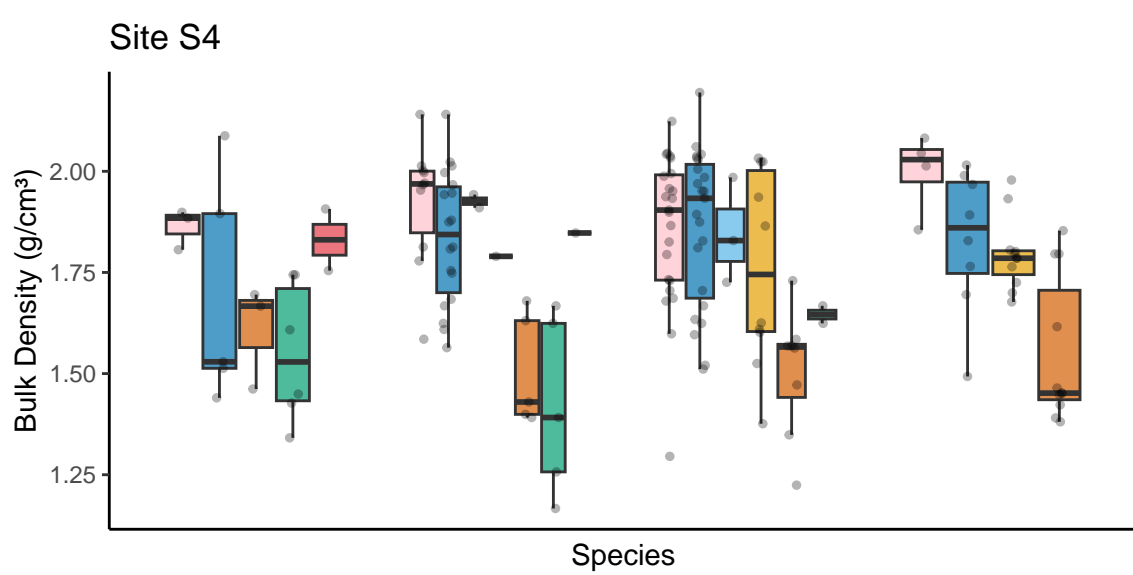 Site S4
Bulk Density (g/cm³)
2.00
1.75
1.50
1.25
Species